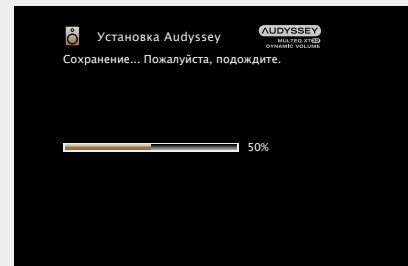 Установка Audyssey
AUDYSSEY
MULTEQ XT32
DYNAMIC VOLUME
Сохранение... Пожалуйста, подождите.
50%